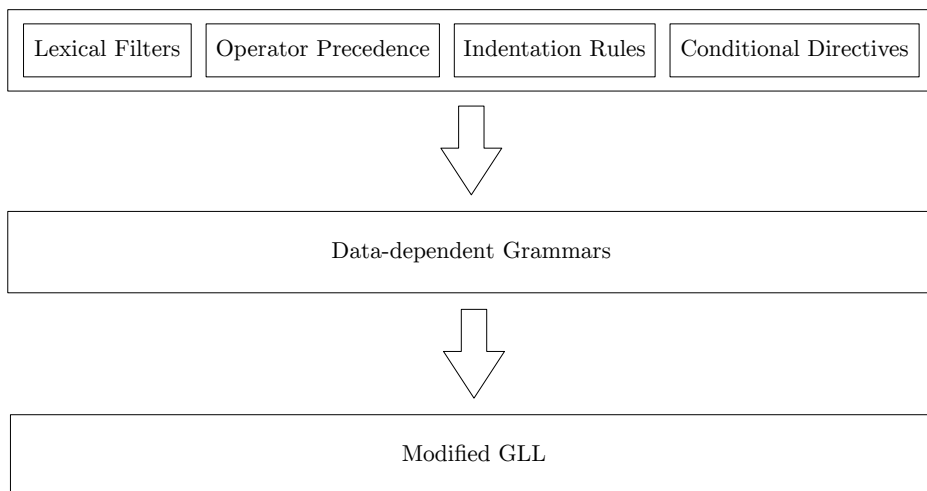 Lexical Filters Operator Precedence Indentation Rules Conditional Directives
Data-dependent Grammars
Modified GLL